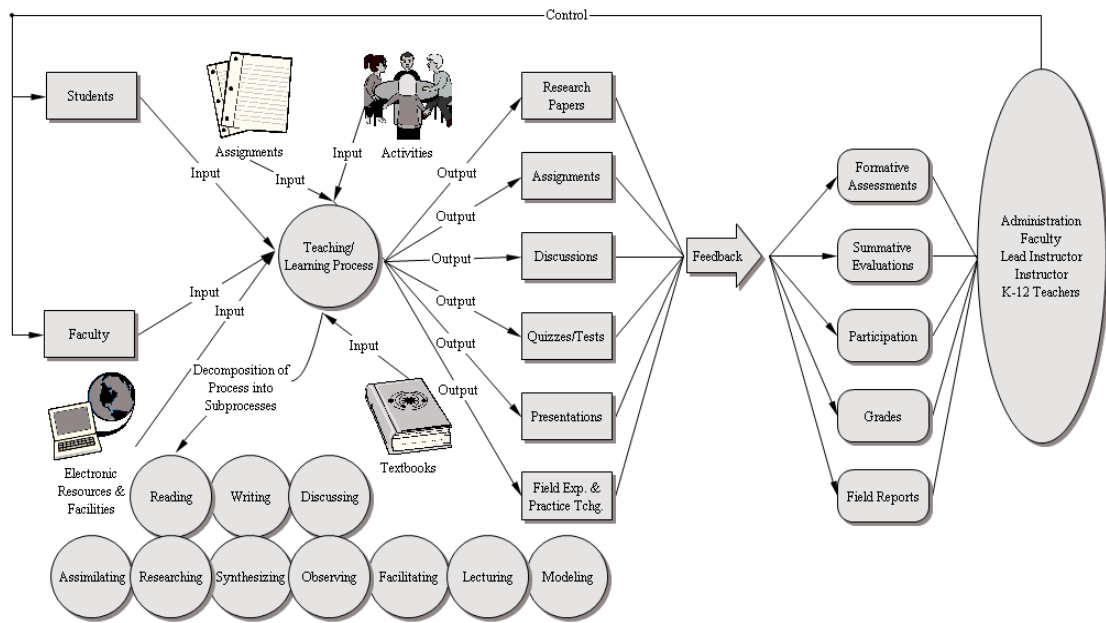 Control
Students
Assignments
Activities
Input
Input
Input
Faculty
Input
Input
Electronic
Resources &
Facilities
Teaching/
Learning Process
Input
Textbooks
Decomposition of
Process into
Subprocesses
Reading
Writing
Discussing
Assimilating
Researching
Synthesizing
Observing
Facilitating
Lecturing
Modeling
Output
Output
Output
Output
Output
Output
Research
Papers
Assignments
Discussions
Quizzes/Tests
Presentations
Field Exp. &
Practice Tchg.
Feedback
Formative
Assessments
Summative
Evaluations
Participation
Grades
Field Reports
Administration
Faculty
Lead Instructor
Instructor
K-12 Teachers